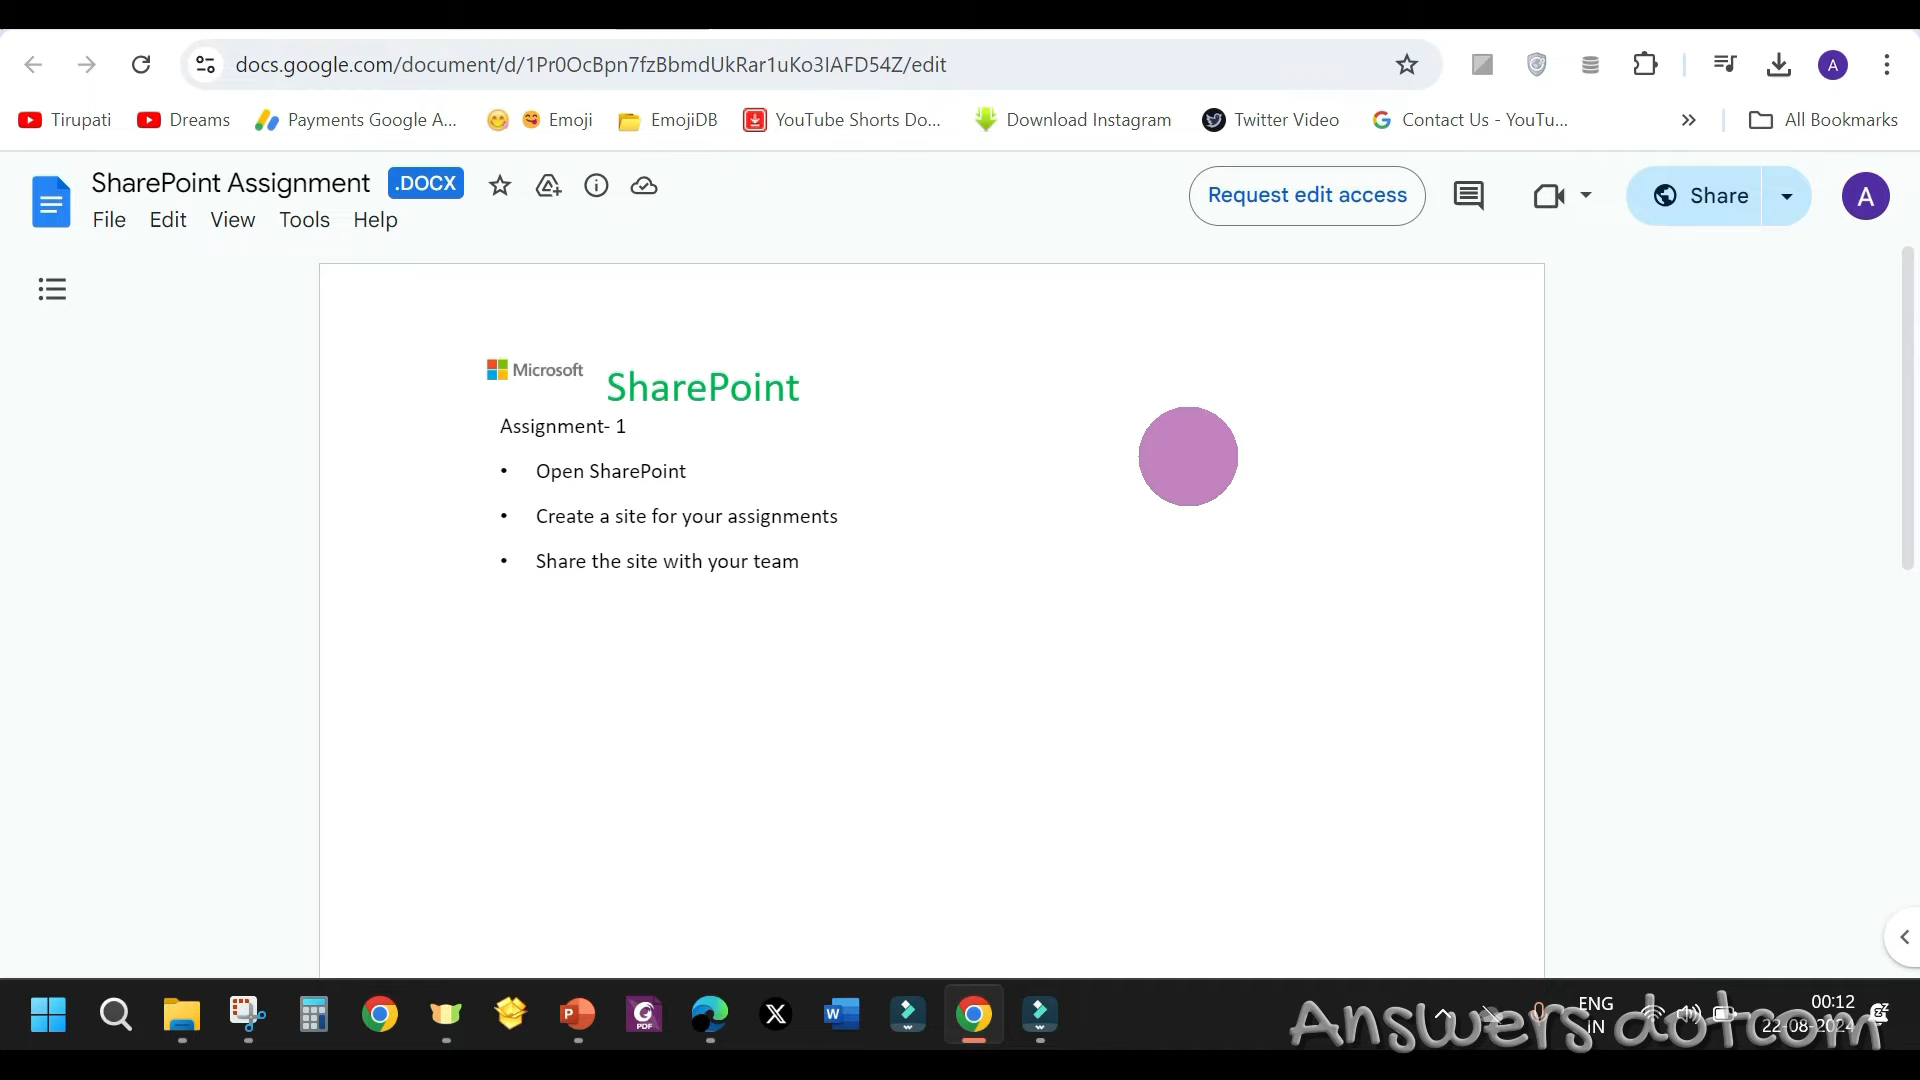 docs.google.com/document/d/1Pr0OcBpn7fzBbmdUkRar1uKo3IAFD54Z/edit
A
Tirupati Dreams Payments Google A... Emoji EmojiDB YouTube Shorts Do... Download Instagram Twitter Video Contact Us - YouTu... » All Bookmarks
SharePoint Assignment .DOCX
Request edit access Share A
File Edit View Tools Help
Microsoft SharePoint
Assignment- 1
• Open SharePoint
• Create a site for your assignments
• Share the site with your team
ENG 00:12
IN 22-08-2024
Answers dotcom